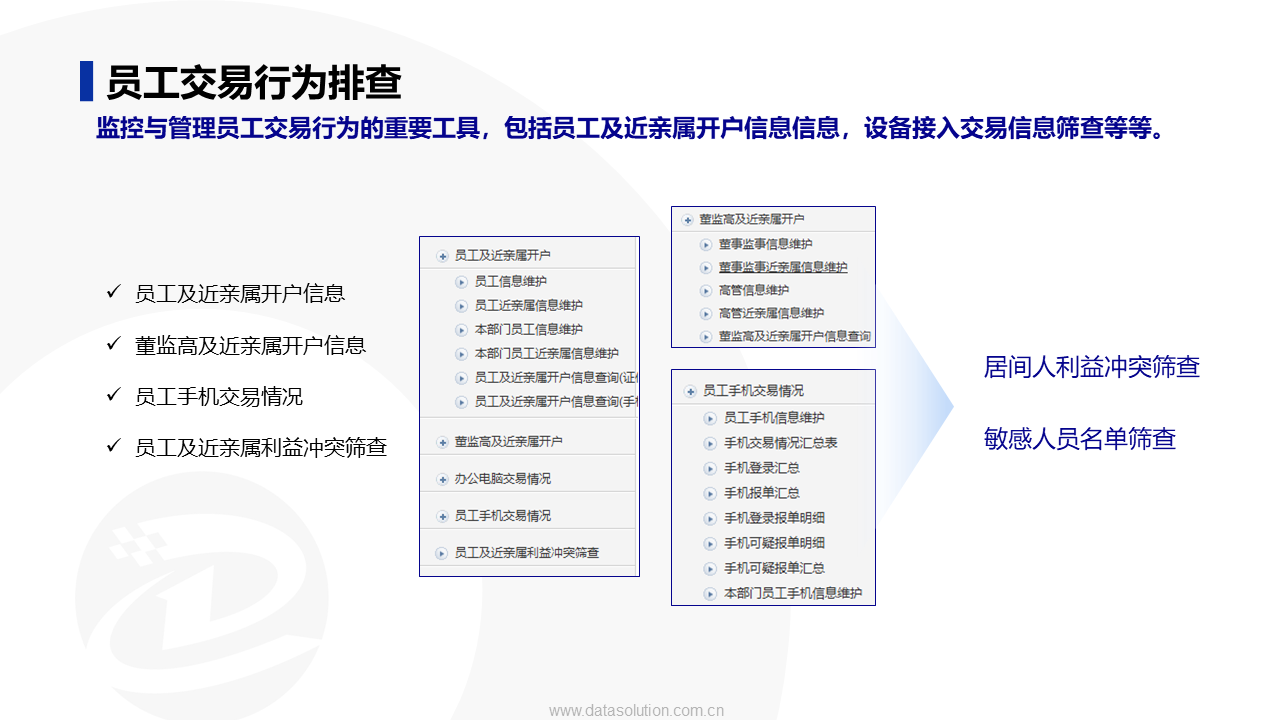 员工交易行为排查
监控与管理员工交易行为的重要工具，包括员工及近亲属开户信息信息，设备接入交易信息筛查等等。
员工及近亲属开户信息
董监高及近亲属开户信息
员工手机交易情况
员工及近亲属利益冲突筛查
员工及近亲属开户
员工信息维护
员工近亲属信息维护
本部门员工信息维护
本部门员工近亲属信息维护
员工及近亲属开户信息查询(证
员工及近亲属开户信息查询(手
董监高及近亲属开户
办公电脑交易情况
员工手机交易情况
员工及近亲属利益冲突筛查
董监高及近亲属开户
董事监事信息维护
董事监事近亲属信息维护
高管信息维护
高管近亲属信息维护
董监高及近亲属开户信息查询
员工手机交易情况
员工手机信息维护
手机交易情况汇总表
手机登录汇总
手机报单汇总
手机登录报单明细
手机可疑报单明细
手机可疑报单汇总
本部门员工手机信息维护
居间人利益冲突筛查
敏感人员名单筛查
www.datasolution.com.cn